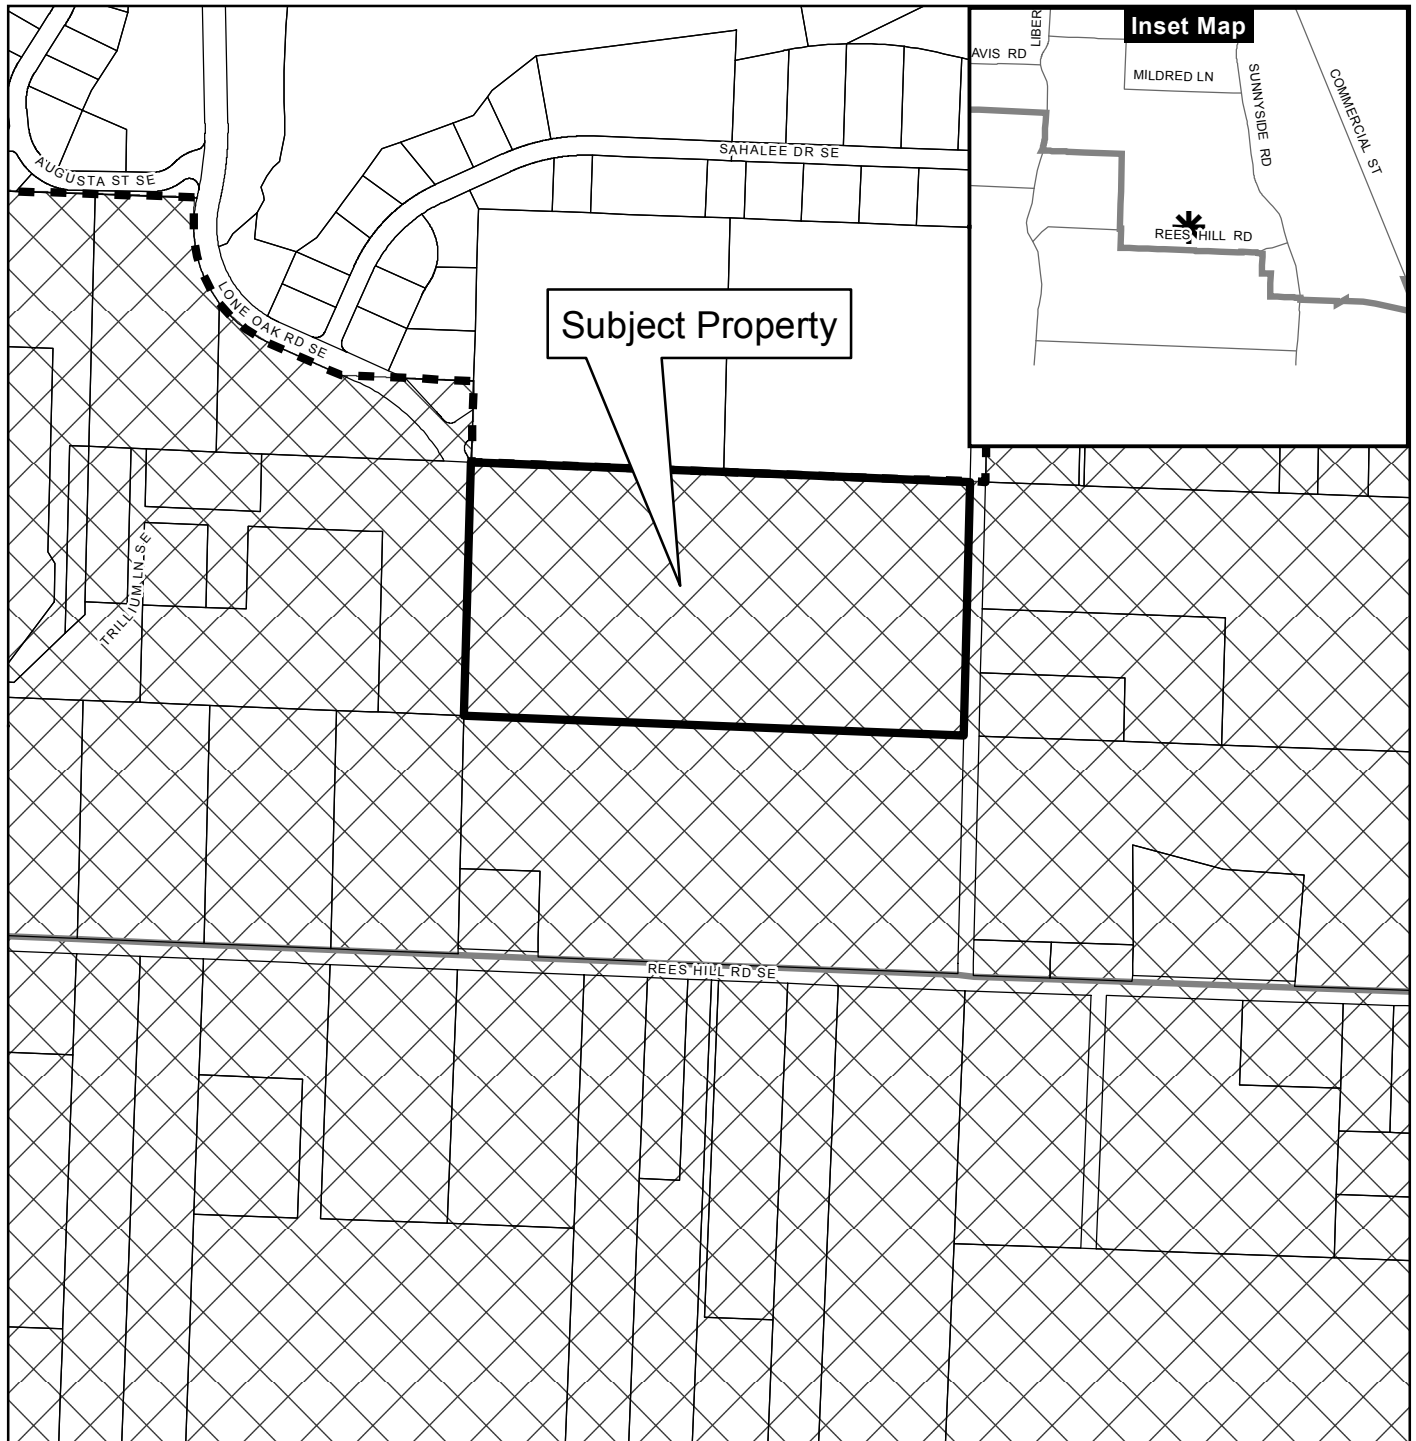 Inset Map
LIBER
AVIS RD
MILDRED LN
SUNNYSIDE RD
COMMERCIAL ST
REES HILL RD
SAHALEE DR SE
AUGUSTA ST SE
LONE OAK RD SE
Subject Property
TRILLIUM LN SE
REES HILL RD SE